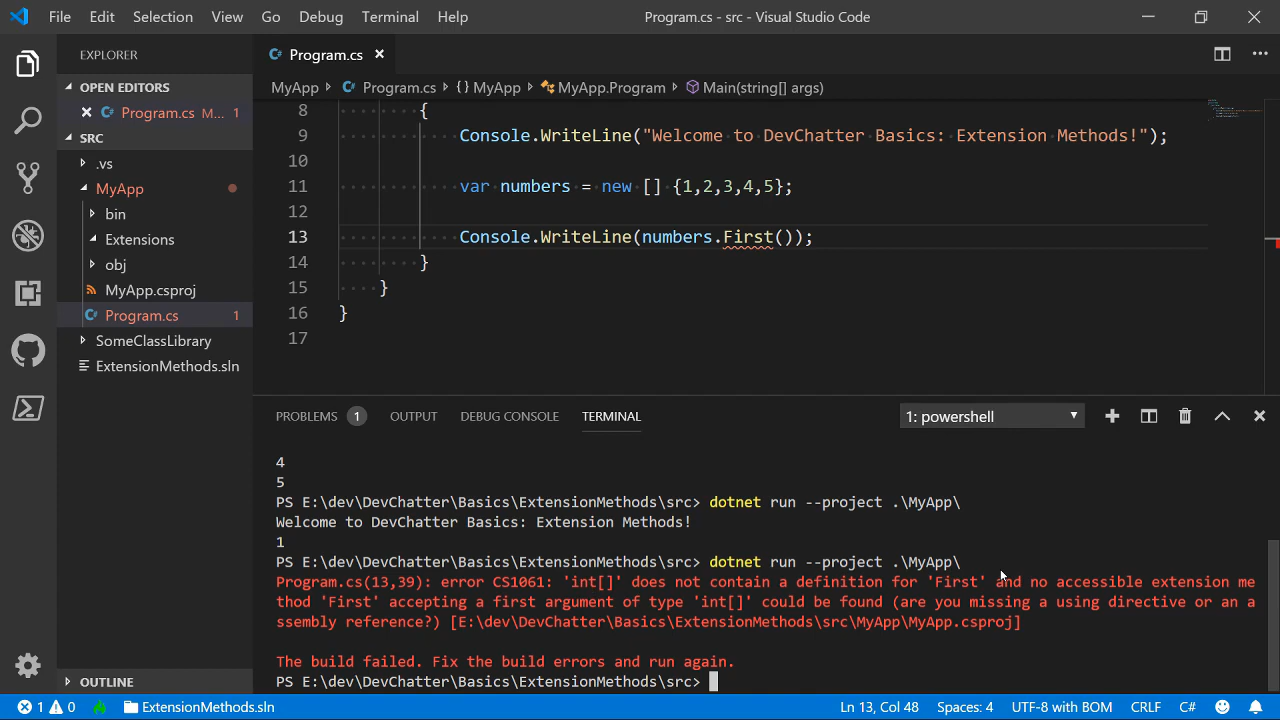 File Edit Selection View Go Debug Terminal Help Program.cs - src - Visual Studio Code
EXPLORER
OPEN EDITORS
Program.cs M... 1
SRC
.vs
MyApp
bin
Extensions
obj
MyApp.csproj
Program.cs 1
SomeClassLibrary
ExtensionMethods.sln
OUTLINE
Program.cs
MyApp Program.cs { } MyApp MyApp.Program Main(string[] args)
8 {
9 Console.WriteLine("Welcome to DevChatter Basics: Extension Methods!");
10
11 var numbers = new [] {1,2,3,4,5};
12
13 Console.WriteLine(numbers.First());
14 }
15 }
16 }
17
PROBLEMS 1 OUTPUT DEBUG CONSOLE TERMINAL 1: powershell
4
5
PS E:\dev\DevChatter\Basics\ExtensionMethods\src> dotnet run --project .\MyApp\
Welcome to DevChatter Basics: Extension Methods!
1
PS E:\dev\DevChatter\Basics\ExtensionMethods\src> dotnet run --project .\MyApp\
Program.cs(13,39): error CS1061: 'int[]' does not contain a definition for 'First' and no accessible extension me
thod 'First' accepting a first argument of type 'int[]' could be found (are you missing a using directive or an a
ssembly reference?) [E:\dev\DevChatter\Basics\ExtensionMethods\src\MyApp\MyApp.csproj]
The build failed. Fix the build errors and run again.
PS E:\dev\DevChatter\Basics\ExtensionMethods\src>
1 0 ExtensionMethods.sln Ln 13, Col 48 Spaces: 4 UTF-8 with BOM CRLF C#